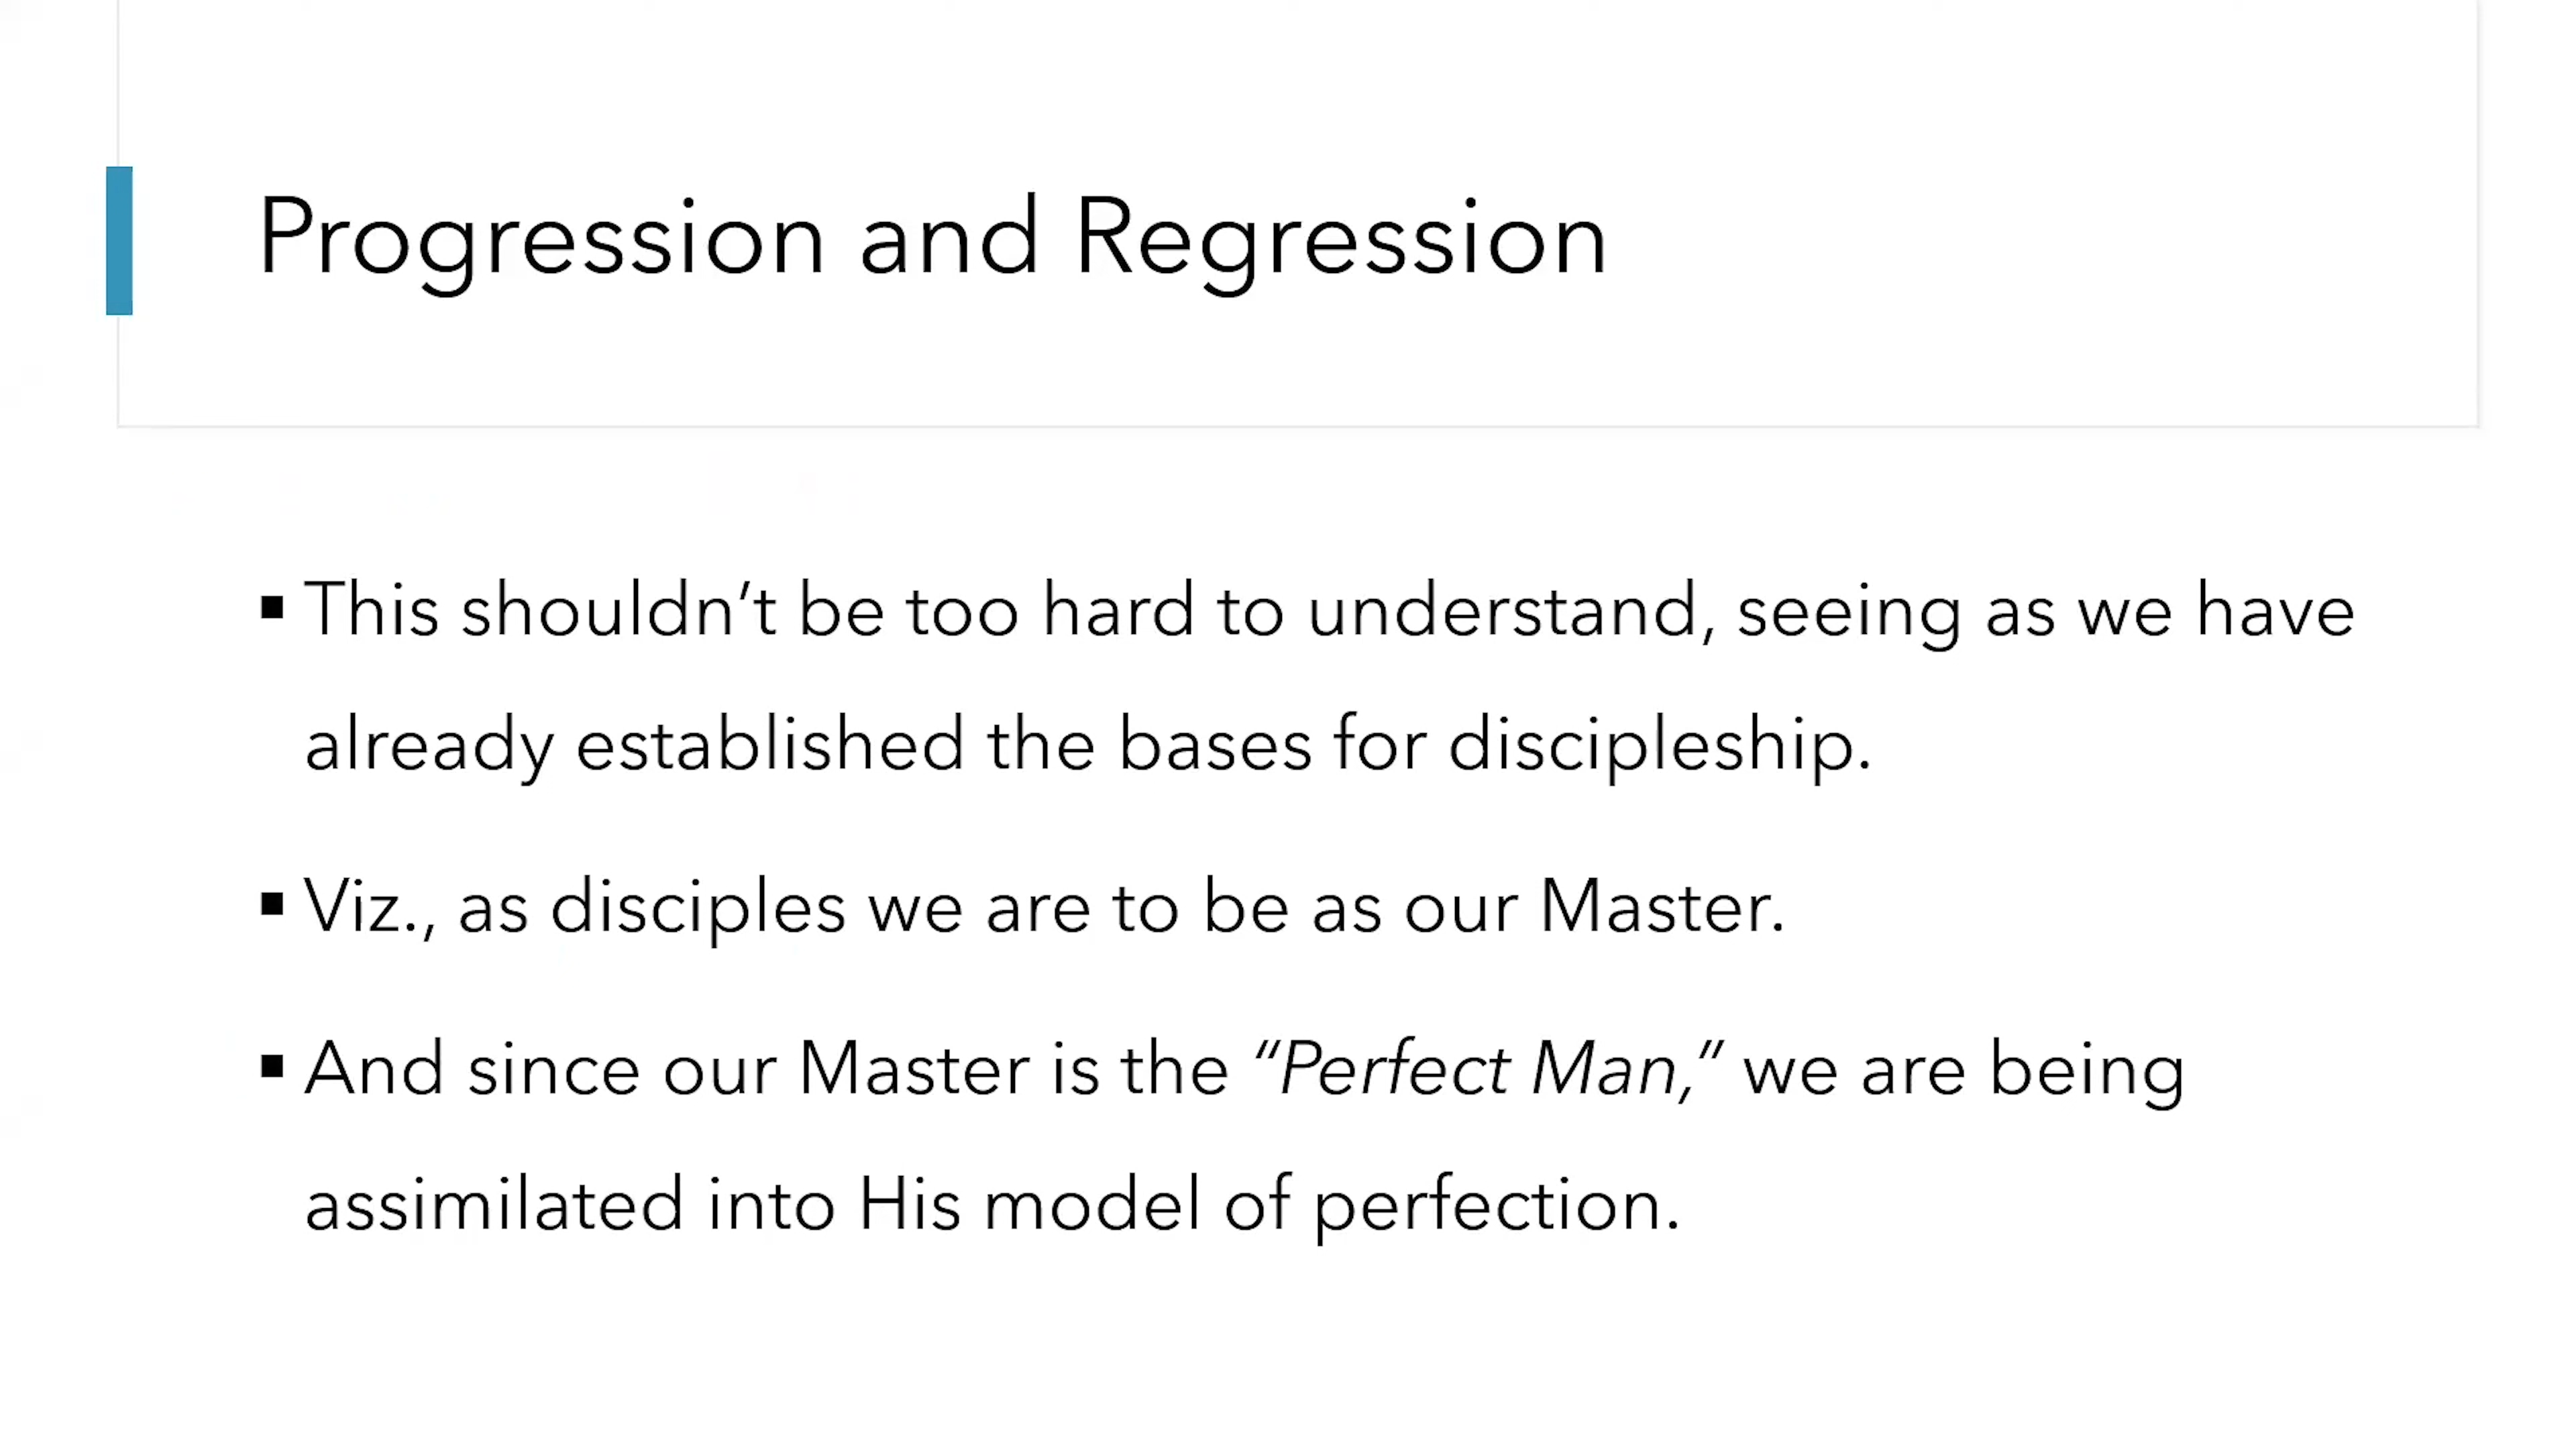 Progression and Regression
▪ This shouldn’t be too hard to understand, seeing as we have
already established the bases for discipleship.
▪ Viz., as disciples we are to be as our Master.
▪ And since our Master is the “Perfect Man,” we are being
assimilated into His model of perfection.